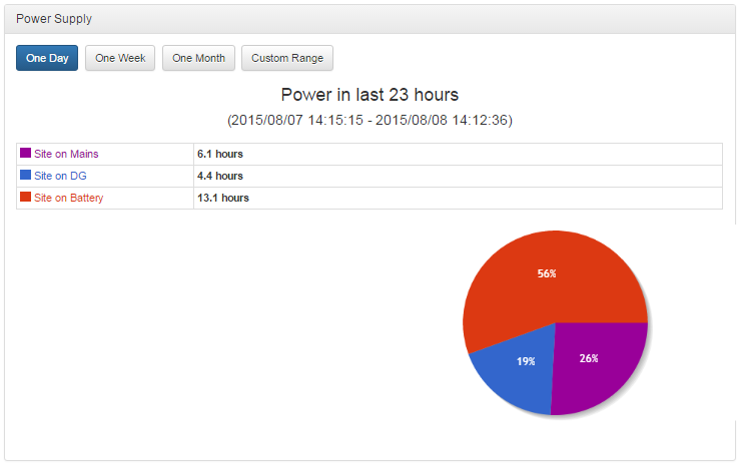 Power Supply
One Day One Week One Month Custom Range
Power in last 23 hours
(2015/08/07 14:15:15 - 2015/08/08 14:12:36)
Site on Mains 6.1 hours
Site on DG 4.4 hours
Site on Battery 13.1 hours
56%
19% 26%